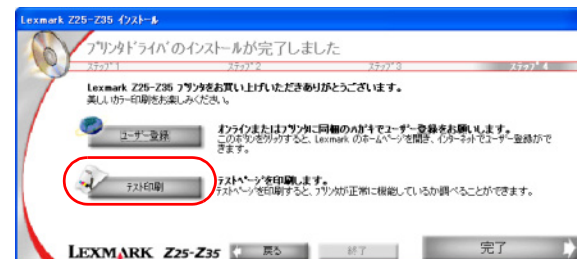 Lexmark Z25-Z35 インストール
プリンタドライバのインストールが完了しました
ステップ 1 ステップ 2 ステップ 3 ステップ 4
Lexmark Z25-Z35 プリンタをお買い上げいただきありがとうございます。
美しいカラー印刷をお楽しみください。
ユーザー登録
オンラインまたはプリンタに同梱のハガキでユーザー登録をお願いします。
このボタンをクリックすると、Lexmark のホームページを開き、インターネットでユーザー登録ができます。
テスト印刷
テストページを印刷します。
テストページを印刷すると、プリンタが正常に機能しているか調べることができます。
LEXMARK Z25-Z35 戻る 終了 完了